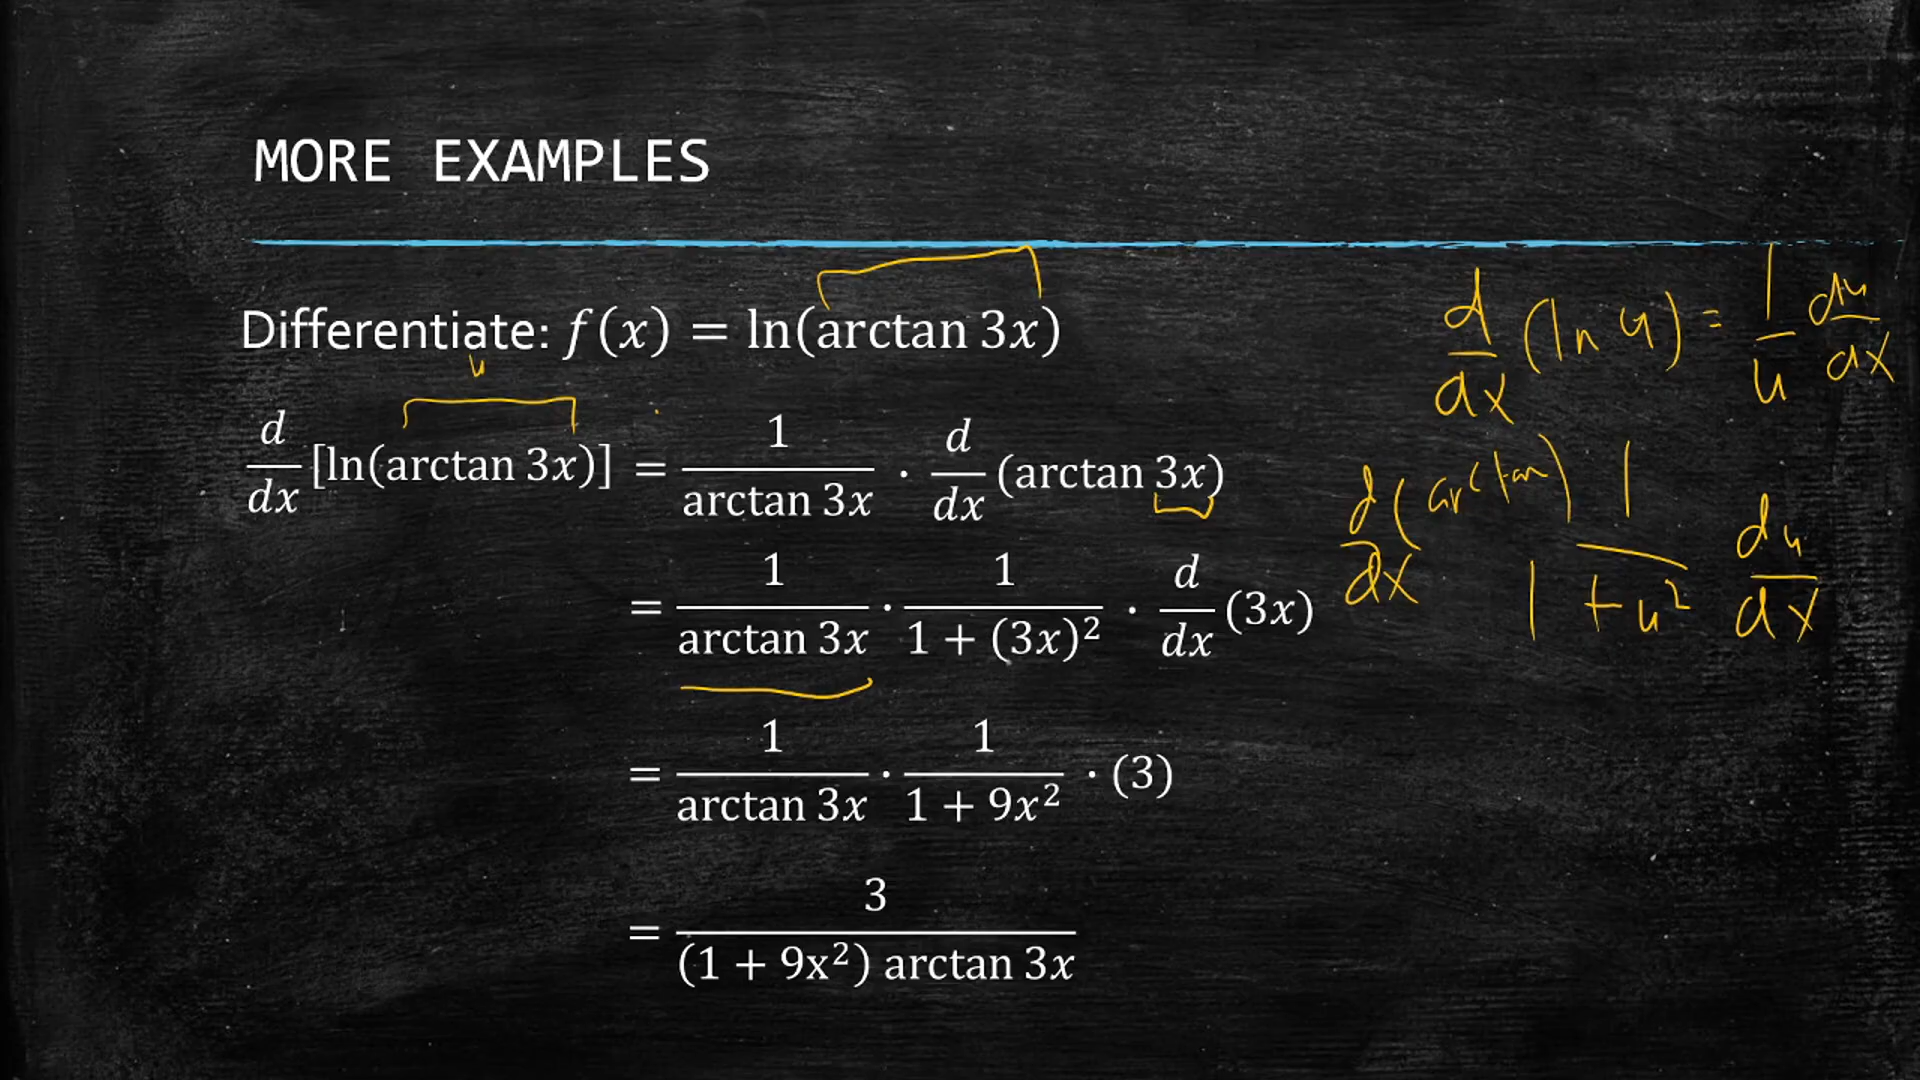 MORE EXAMPLES
Differentiate: f(x) = ln(arctan 3x)
d/dx (ln u) = 1/u du/dx
u
d/dx [ln(arctan 3x)] = 1/(arctan 3x) · d/dx (arctan 3x)
d/dx (arctan) 1/(1 + u²) du/dx
= 1/(arctan 3x) · 1/(1 + (3x)²) · d/dx (3x)
= 1/(arctan 3x) · 1/(1 + 9x²) · (3)
= 3/((1 + 9x²) arctan 3x)